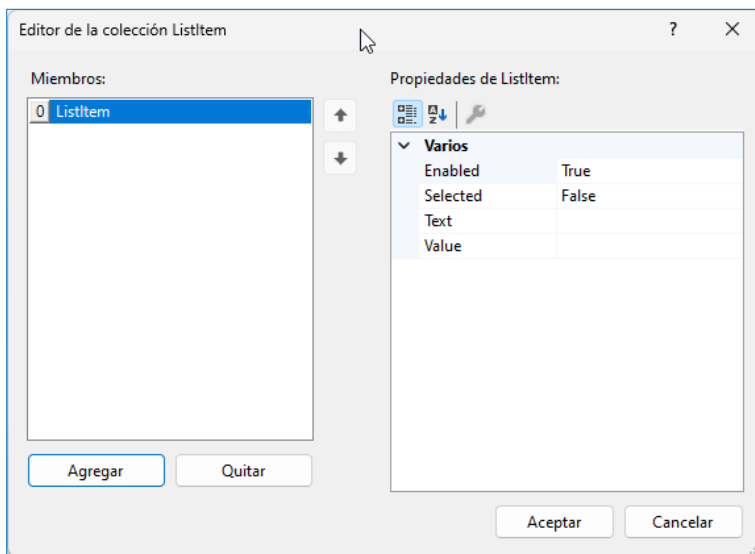 Editor de la colección ListItem
?
Miembros:
0 ListItem
Agregar
Quitar
Propiedades de ListItem:
Varios
Enabled True
Selected False
Text
Value
Aceptar
Cancelar